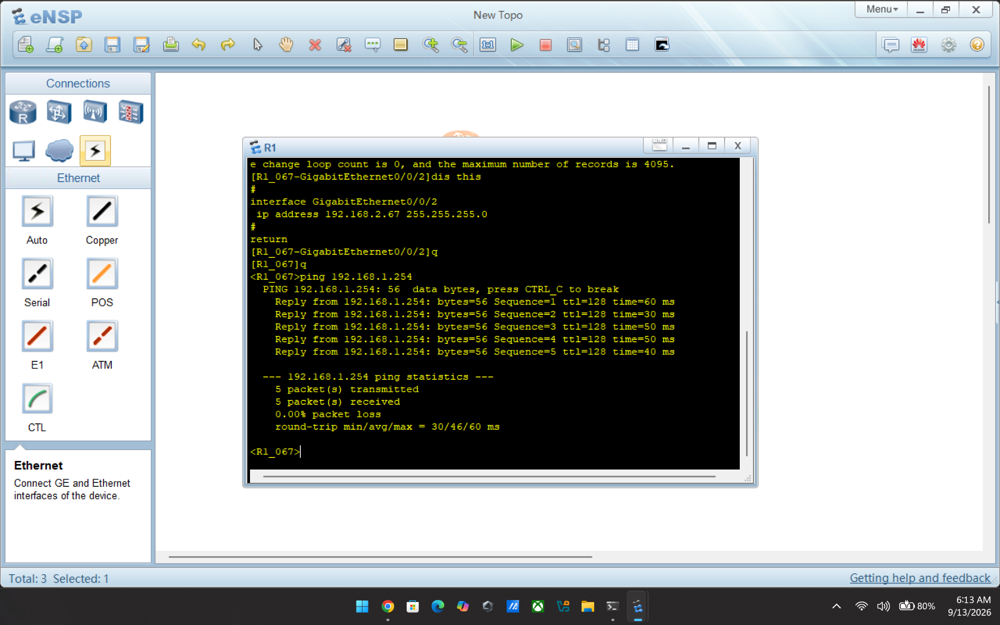 eNSP
New Topo
Menu
1:1
Connections
R
Ethernet
Auto
Copper
Serial
POS
E1
ATM
CTL
Ethernet
Connect GE and Ethernet
interfaces of the device.
R1
e change loop count is 0, and the maximum number of records is 4095.
[R1_067-GigabitEthernet0/0/2]dis this
#
interface GigabitEthernet0/0/2
ip address 192.168.2.67 255.255.255.0
#
return
[R1_067-GigabitEthernet0/0/2]q
[R1_067]q
<R1_067>ping 192.168.1.254
PING 192.168.1.254: 56  data bytes, press CTRL_C to break
Reply from 192.168.1.254: bytes=56 Sequence=1 ttl=128 time=60 ms
Reply from 192.168.1.254: bytes=56 Sequence=2 ttl=128 time=30 ms
Reply from 192.168.1.254: bytes=56 Sequence=3 ttl=128 time=50 ms
Reply from 192.168.1.254: bytes=56 Sequence=4 ttl=128 time=50 ms
Reply from 192.168.1.254: bytes=56 Sequence=5 ttl=128 time=40 ms
--- 192.168.1.254 ping statistics ---
5 packet(s) transmitted
5 packet(s) received
0.00% packet loss
round-trip min/avg/max = 30/46/60 ms
<R1_067>
Total: 3 Selected: 1
Getting help and feedback
80%
6:13 AM
9/13/2026